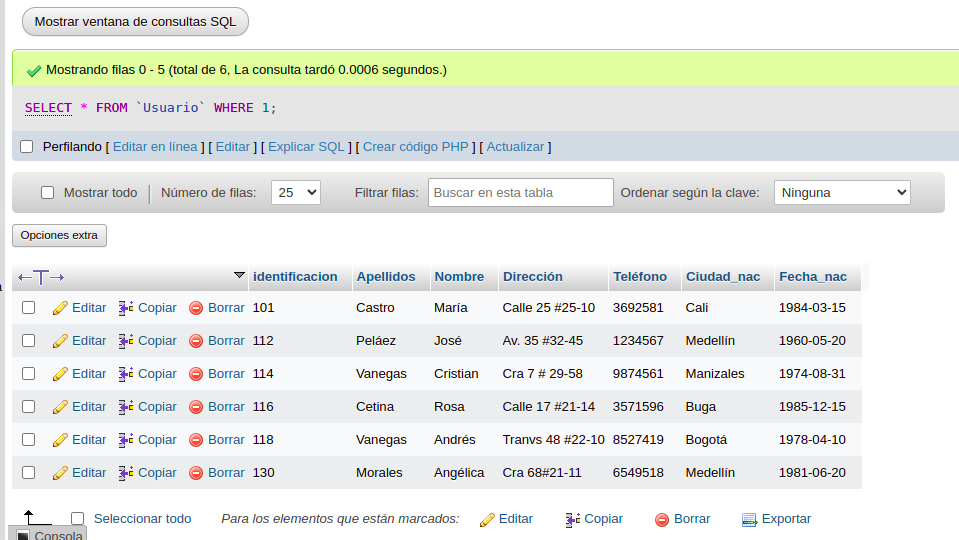 Mostrar ventana de consultas SQL
Mostrando filas 0 - 5 (total de 6, La consulta tardó 0.0006 segundos.)
SELECT * FROM `Usuario` WHERE 1;
Perfilando [ Editar en línea ] [ Editar ] [ Explicar SQL ] [ Crear código PHP ] [ Actualizar ]
Mostrar todo Número de filas: 25 Filtrar filas: Buscar en esta tabla Ordenar según la clave: Ninguna
Opciones extra
identificacion Apellidos Nombre Dirección Teléfono Ciudad_nac Fecha_nac
Editar Copiar Borrar 101 Castro María Calle 25 #25-10 3692581 Cali 1984-03-15
Editar Copiar Borrar 112 Peláez José Av. 35 #32-45 1234567 Medellín 1960-05-20
Editar Copiar Borrar 114 Vanegas Cristian Cra 7 # 29-58 9874561 Manizales 1974-08-31
Editar Copiar Borrar 116 Cetina Rosa Calle 17 #21-14 3571596 Buga 1985-12-15
Editar Copiar Borrar 118 Vanegas Andrés Tranvs 48 #22-10 8527419 Bogotá 1978-04-10
Editar Copiar Borrar 130 Morales Angélica Cra 68#21-11 6549518 Medellín 1981-06-20
Seleccionar todo Para los elementos que están marcados: Editar Copiar Borrar Exportar
Consola